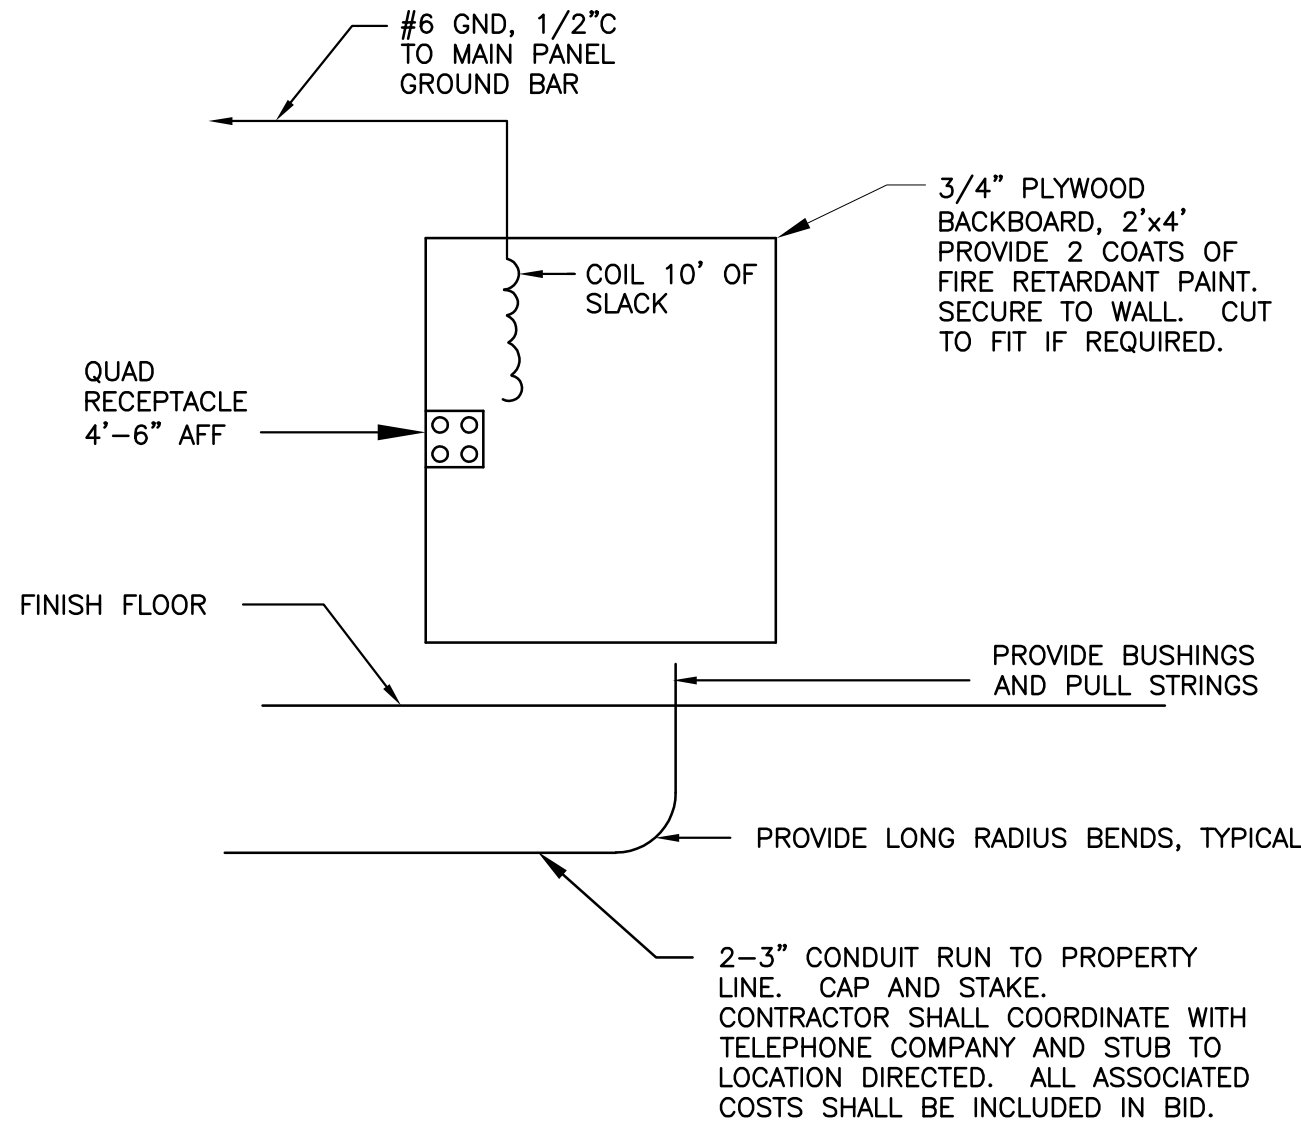 #6 GND, 1/2"C
TO MAIN PANEL
GROUND BAR
3/4" PLYWOOD
BACKBOARD, 2'x4'
PROVIDE 2 COATS OF
FIRE RETARDANT PAINT.
SECURE TO WALL. CUT
TO FIT IF REQUIRED.
COIL 10' OF
SLACK
QUAD
RECEPTACLE
4'-6" AFF
FINISH FLOOR
PROVIDE BUSHINGS
AND PULL STRINGS
PROVIDE LONG RADIUS BENDS, TYPICAL
2-3" CONDUIT RUN TO PROPERTY
LINE. CAP AND STAKE.
CONTRACTOR SHALL COORDINATE WITH
TELEPHONE COMPANY AND STUB TO
LOCATION DIRECTED. ALL ASSOCIATED
COSTS SHALL BE INCLUDED IN BID.